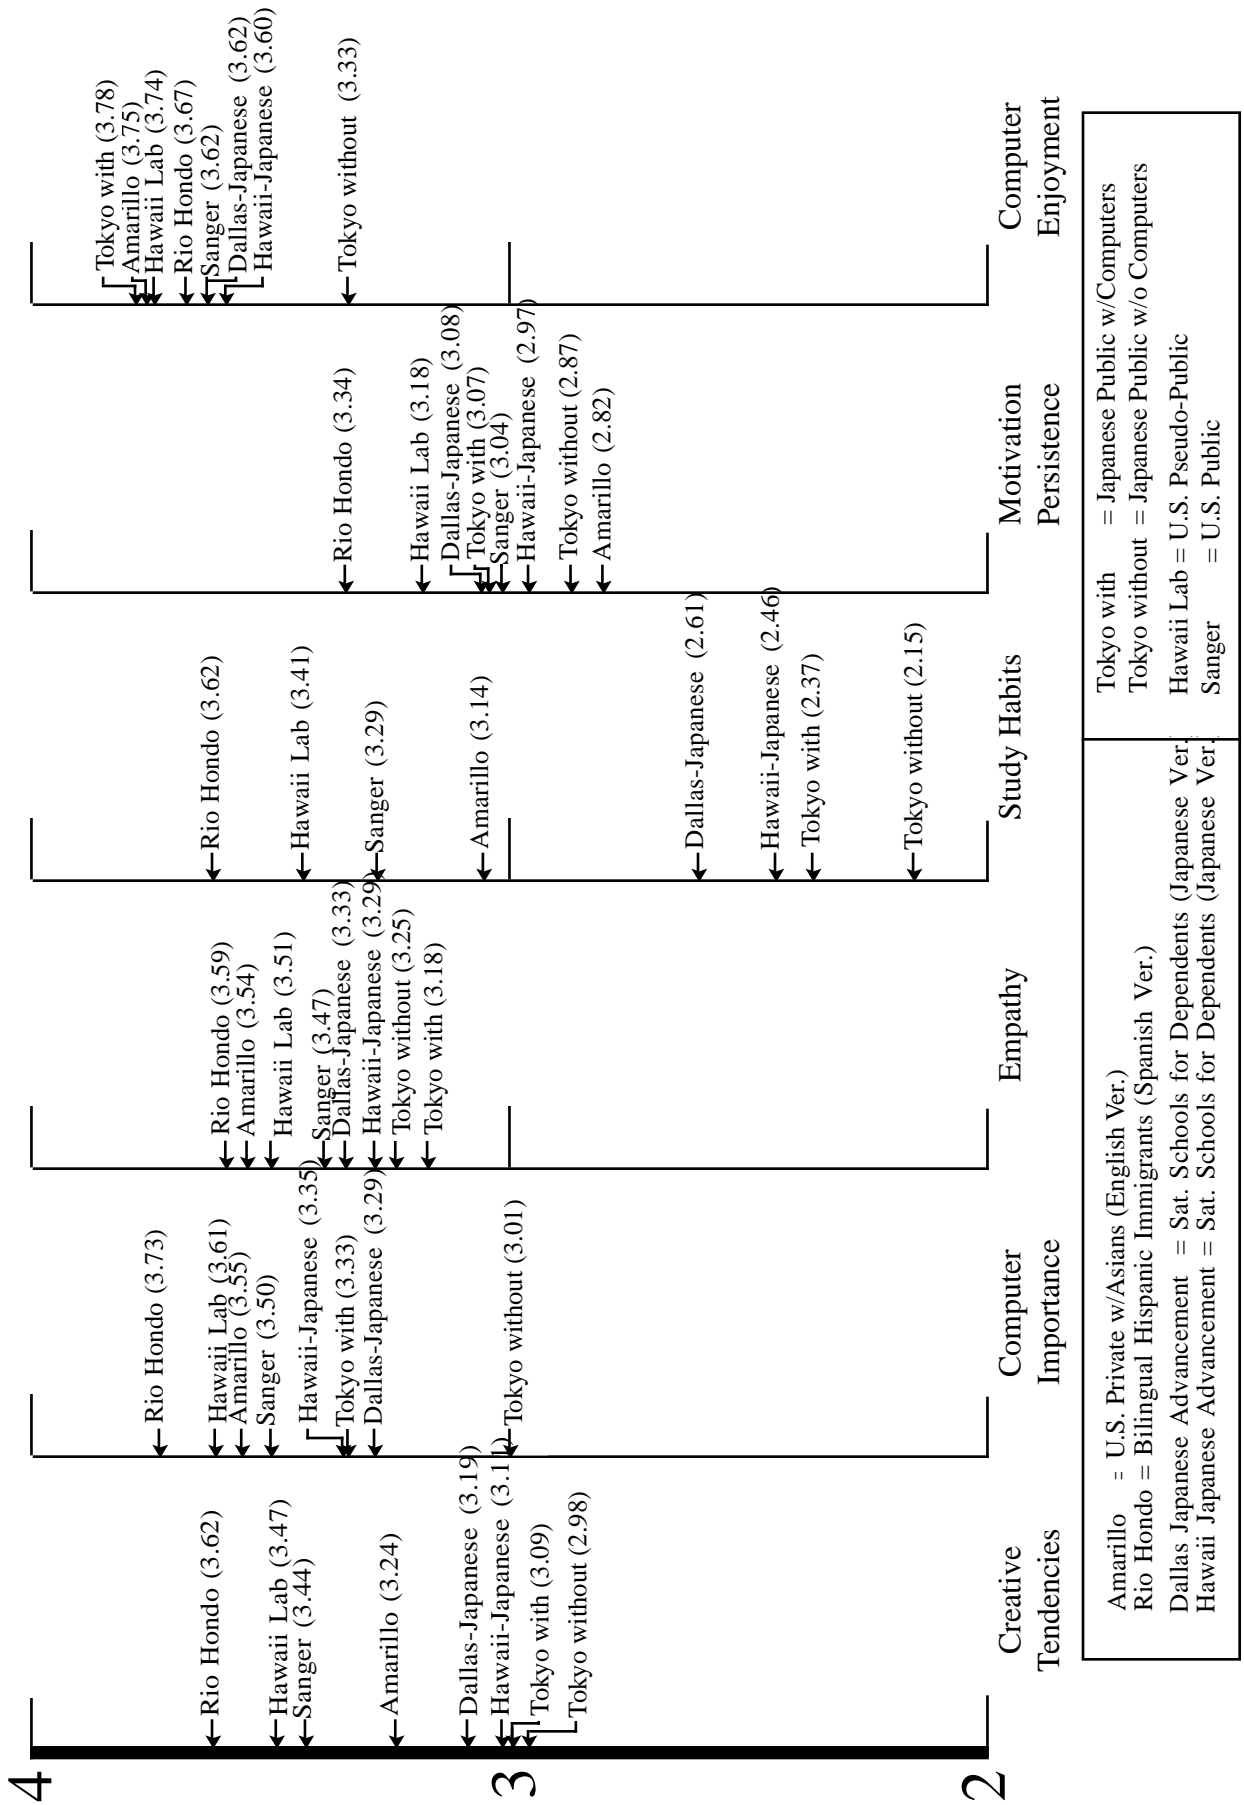 4
3
2
Rio Hondo (3.62)
Hawaii Lab (3.47)
Sanger (3.44)
Amarillo (3.24)
Dallas-Japanese (3.19)
Hawaii-Japanese (3.11)
Tokyo with (3.09)
Tokyo without (2.98)
Creative
Tendencies
Rio Hondo (3.73)
Hawaii Lab (3.61)
Amarillo (3.55)
Sanger (3.50)
Hawaii-Japanese (3.35)
Tokyo with (3.33)
Dallas-Japanese (3.29)
Tokyo without (3.01)
Computer
Importance
Rio Hondo (3.59)
Amarillo (3.54)
Hawaii Lab (3.51)
Sanger (3.47)
Dallas-Japanese (3.33)
Hawaii-Japanese (3.29)
Tokyo without (3.25)
Tokyo with (3.18)
Empathy
Rio Hondo (3.62)
Hawaii Lab (3.41)
Sanger (3.29)
Amarillo (3.14)
Dallas-Japanese (2.61)
Hawaii-Japanese (2.46)
Tokyo with (2.37)
Tokyo without (2.15)
Study Habits
Rio Hondo (3.34)
Hawaii Lab (3.18)
Dallas-Japanese (3.08)
Tokyo with (3.07)
Sanger (3.04)
Hawaii-Japanese (2.97)
Tokyo without (2.87)
Amarillo (2.82)
Motivation
Persistence
Tokyo with (3.78)
Amarillo (3.75)
Hawaii Lab (3.74)
Rio Hondo (3.67)
Sanger (3.62)
Dallas-Japanese (3.62)
Hawaii-Japanese (3.60)
Tokyo without (3.33)
Computer
Enjoyment
Amarillo = U.S. Private w/Asians (English Ver.)
Rio Hondo = Bilingual Hispanic Immigrants (Spanish Ver.)
Dallas Japanese Advancement = Sat. Schools for Dependents (Japanese Ver.
Hawaii Japanese Advancement = Sat. Schools for Dependents (Japanese Ver.
Tokyo with = Japanese Public w/Computers
Tokyo without = Japanese Public w/o Computers
Hawaii Lab = U.S. Pseudo-Public
Sanger = U.S. Public